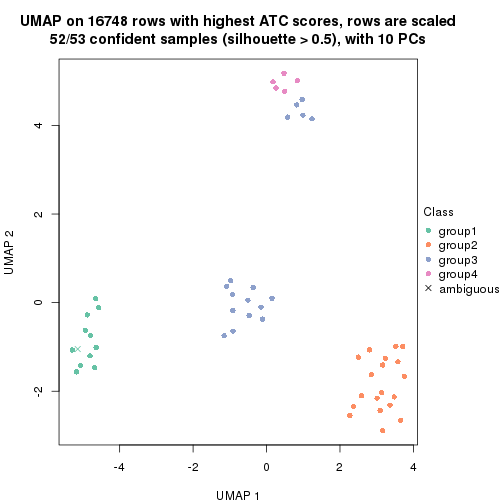 UMAP on 16748 rows with highest ATC scores, rows are scaled
52/53 confident samples (silhouette > 0.5), with 10 PCs
4
2
0
-2
UMAP 2
-4
-2
0
2
4
UMAP 1
Class
group1
group2
group3
group4
ambiguous